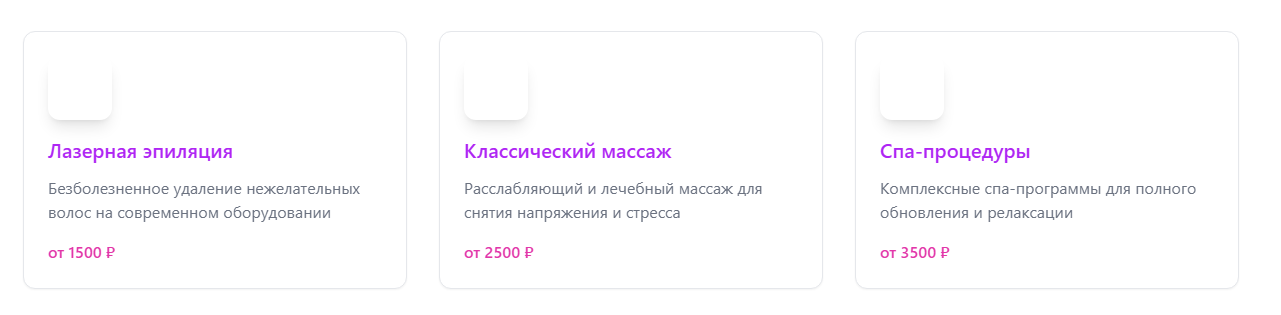 Лазерная эпиляция
Безболезненное удаление нежелательных
волос на современном оборудовании
от 1500 ₽
Классический массаж
Расслабляющий и лечебный массаж для
снятия напряжения и стресса
от 2500 ₽
Спа-процедуры
Комплексные спа-программы для полного
обновления и релаксации
от 3500 ₽